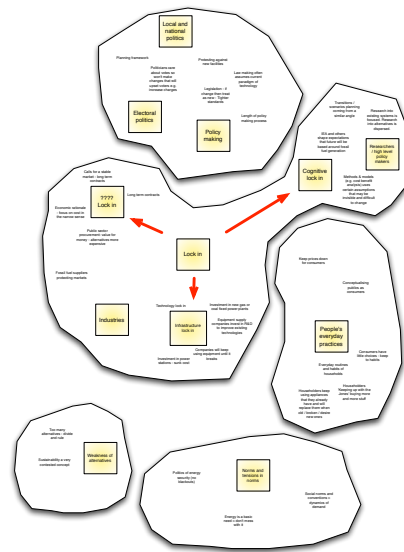 Local and
national
politics
Planning framework
Protesting against
new facilities
Politicians care
about votes so
don't make
changes that will
upset voters e.g.
increase charges
Law making often
assumes current
paradigm of
technology
Legislation - if
change then treat
as new - Tighter
standards
Electoral
politics
Policy
making
Length of policy
making process
Transitions /
scenarios planning
coming from a
similar angle
Research into
existing systems is
focused. Research
into alternatives is
dispersed.
IEA and others
shape expectations
that future will be
based around fossil
fuel generation
Researchers
/ high level
policy
makers
Cognitive
lock in
Methods & models
(e.g. cost benefit
analysis) uses
certain assumptions
that may be
invisible and difficult
to change
Calls for a stable
market - long term
contracts
????
Lock in
Long term contracts
Economic rationale:
focus on cost in
the narrow sense
Public sector
procurement: value for
money - alternatives more
expensive
Lock in
Fossil fuel supplies
protecting markets
Technology lock in
Investment in new gas or
coal fired power plants
Industries
Infrastructure
lock in
Equipment supply
companies invest in R&D
to improve existing
technologies
Companies will keep
using equipment until it
breaks
Investment in power
stations - sunk cost
Keep prices down
for consumers
Conceptualising
publics as
consumers
People's
everyday
practices
Consumers have
little choices - keep
to habits
Everyday routines
and habits of
households
Households keep
using appliances
that they already
have and will
replace them when
old / broken / desire
new ones
Households:
Keeping up with the
Jones' buying more
and more stuff
Too many
alternatives - divide
and rule
Weakness of
alternatives
Sustainability a very
contested concept
Politics of energy
security (no
blackouts)
Norms and
tensions in
norms
Social norms and
conventions +
dynamics of
demand
Energy is a basic
need = don't mess
with it